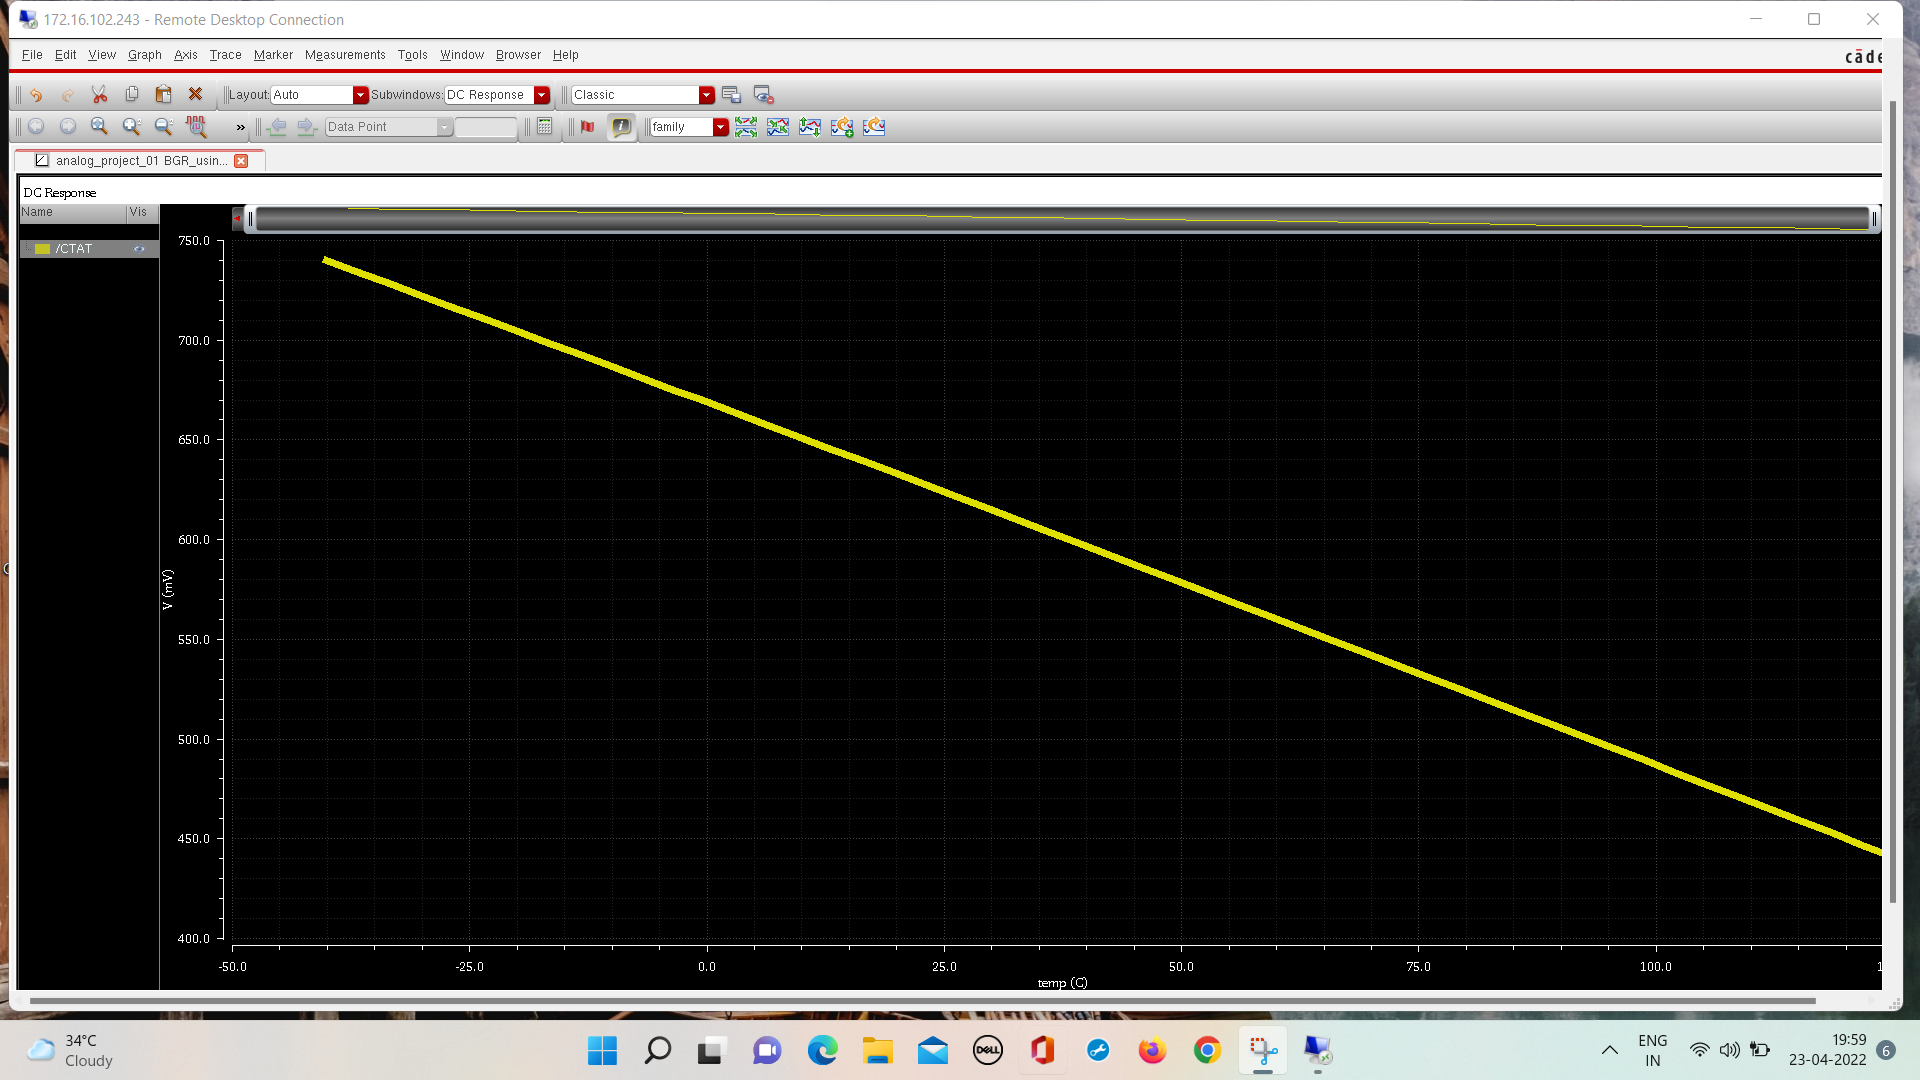 172.16.102.243 - Remote Desktop Connection
File Edit View Graph Axis Trace Marker Measurements Tools Window Browser Help
cāde
Layout: Auto Subwindows: DC Response Classic
» Data Point family
analog_project_01 BGR_usin...
DC Response
Name Vis
/CTAT
750.0
700.0
650.0
600.0
550.0
500.0
450.0
400.0
V (mV)
-50.0 -25.0 0.0 25.0 50.0 75.0 100.0 1
temp (C)
34°C
Cloudy
DELL
ENG
IN
19:59
23-04-2022
6